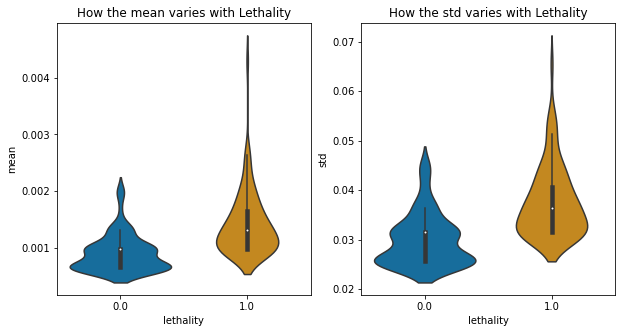 How the mean varies with Lethality
0.004
0.003
0.002
0.001
mean
0.0
1.0
lethality
How the std varies with Lethality
0.07
0.06
0.05
0.04
0.03
0.02
std
0.0
1.0
lethality